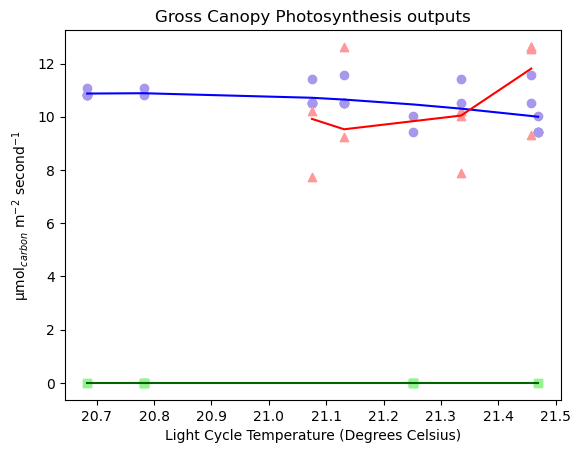 Gross Canopy Photosynthesis outputs
12
10
8
6
4
2
0
µmol_{carbon} m^{-2} second^{-1}
20.7 20.8 20.9 21.0 21.1 21.2 21.3 21.4 21.5
Light Cycle Temperature (Degrees Celsius)